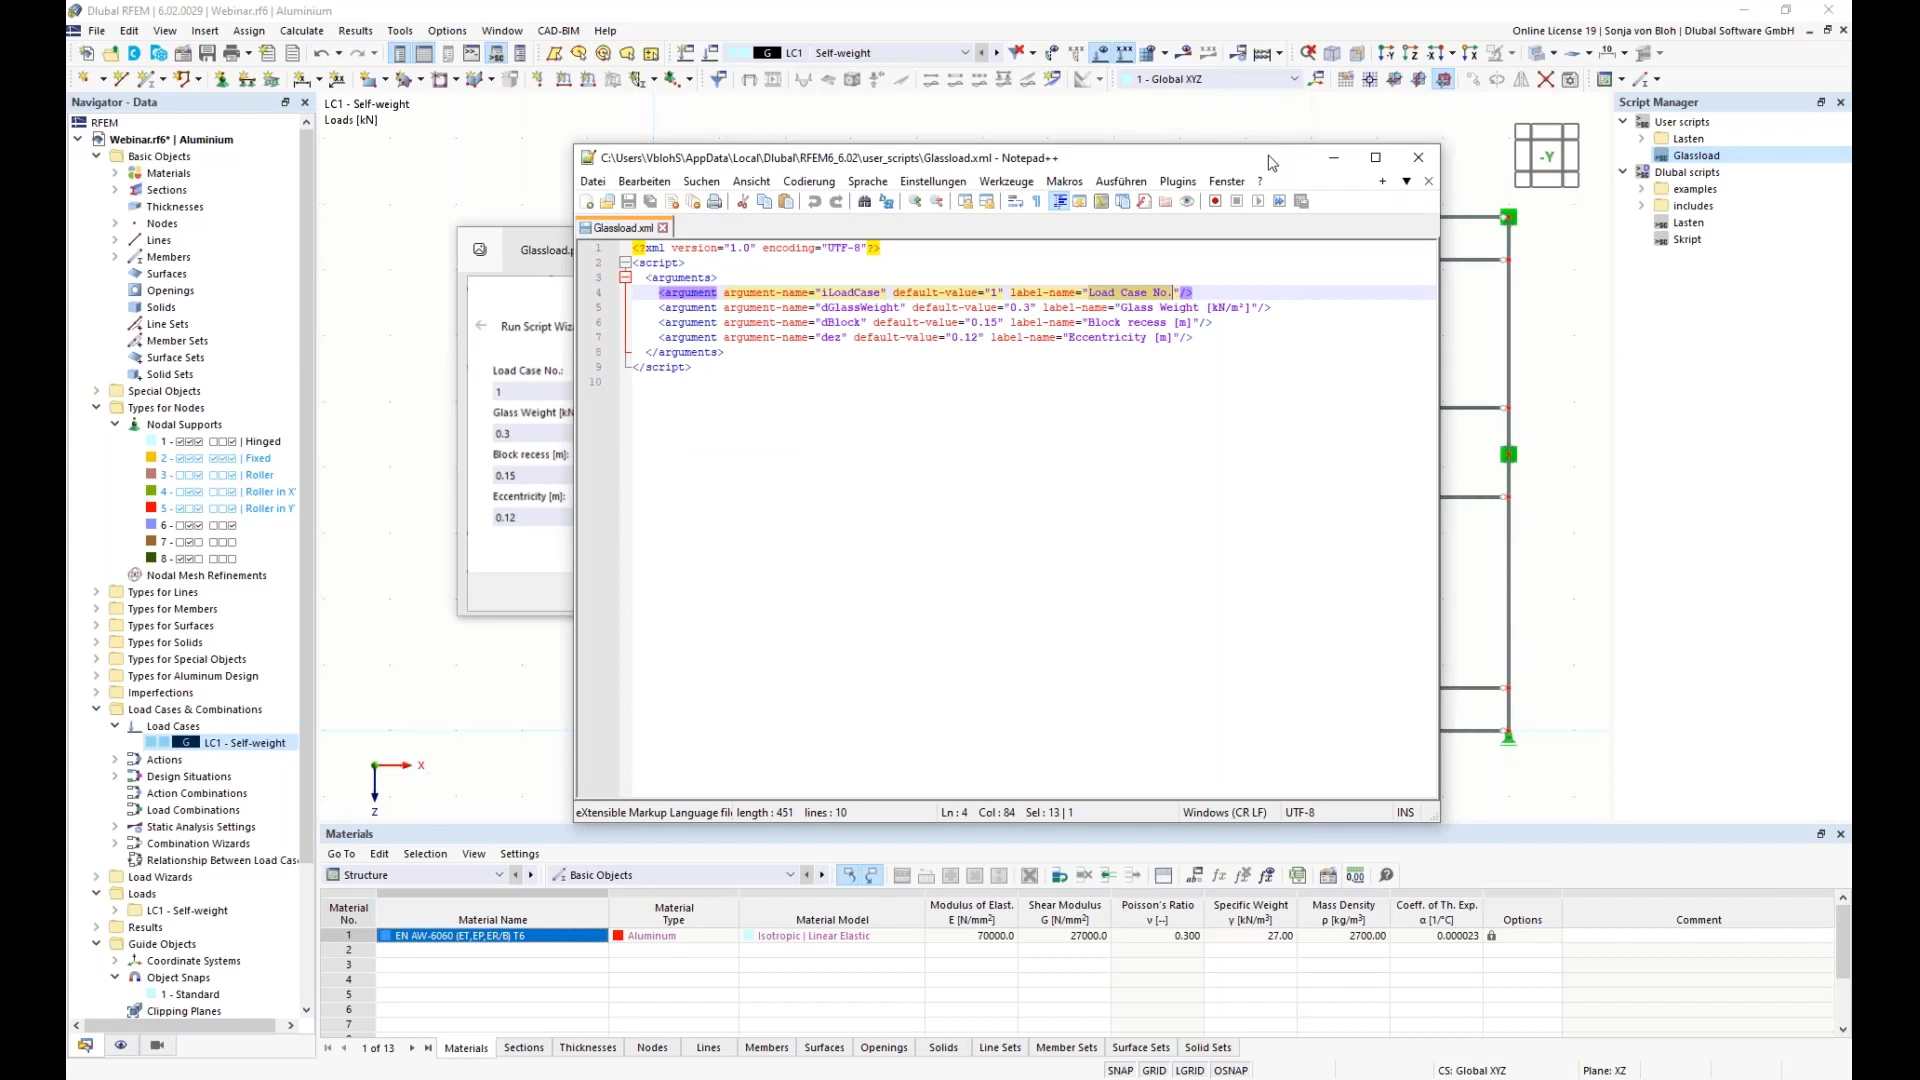 Dlubal RFEM | 6.02.0029 | Webinar.rf6* | Aluminium
File Edit View Insert Assign Calculate Results Tools Options Window CAD-BIM Help
Online License 19 | Sonja von Bloh | Dlubal Software GmbH
G LC1 Self-weight
1 - Global XYZ
Navigator - Data
RFEM
Webinar.rf6* | Aluminium
Basic Objects
Materials
Sections
Thicknesses
Nodes
Lines
Members
Surfaces
Openings
Solids
Line Sets
Member Sets
Surface Sets
Solid Sets
Special Objects
Types for Nodes
Nodal Supports
1 - | Hinged
2 - | Fixed
3 - | Roller
4 - | Roller in X'
5 - | Roller in Y'
6 -
7 -
8 -
Nodal Mesh Refinements
Types for Lines
Types for Members
Types for Surfaces
Types for Solids
Types for Special Objects
Types for Aluminum Design
Imperfections
Load Cases & Combinations
Load Cases
G LC1 - Self-weight
Actions
Design Situations
Action Combinations
Load Combinations
Static Analysis Settings
Combination Wizards
Relationship Between Load Cas
Load Wizards
Loads
LC1 - Self-weight
Results
Guide Objects
Coordinate Systems
Object Snaps
1 - Standard
Clipping Planes
LC1 - Self-weight
Loads [kN]
Glassload.p
Run Script Wiz
Load Case No.:
1
Glass Weight [kN
0.3
Block recess [m]:
0.15
Eccentricity [m]:
0.12
X
Z
C:\Users\VblohS\AppData\Local\Dlubal\RFEM6_6.02\user_scripts\Glassload.xml - Notepad++
Datei Bearbeiten Suchen Ansicht Codierung Sprache Einstellungen Werkzeuge Makros Ausführen Plugins Fenster ?
Glassload.xml
1 <?xml version="1.0" encoding="UTF-8"?>
2 <script>
3 <arguments>
4 <argument argument-name="iLoadCase" default-value="1" label-name="Load Case No."/>
5 <argument argument-name="dGlassWeight" default-value="0.3" label-name="Glass Weight [kN/m²]"/>
6 <argument argument-name="dBlock" default-value="0.15" label-name="Block recess [m]"/>
7 <argument argument-name="dez" default-value="0.12" label-name="Eccentricity [m]"/>
8 </arguments>
9 </script>
10
eXtensible Markup Language fil length : 451 lines : 10 Ln : 4 Col : 84 Sel : 13 | 1 Windows (CR LF) UTF-8 INS
-Y
Script Manager
User scripts
Lasten
Glassload
Dlubal scripts
examples
includes
Lasten
Skript
Materials
Go To Edit Selection View Settings
Structure Basic Objects
Material No. Material Name Material Type Material Model Modulus of Elast. E [N/mm²] Shear Modulus G [N/mm²] Poisson's Ratio ν [--] Specific Weight γ [kN/m³] Mass Density ρ [kg/m³] Coeff. of Th. Exp. α [1/°C] Options Comment
1 EN AW-6060 (ET,EP,ER/B) T6 Aluminum Isotropic | Linear Elastic 70000.0 27000.0 0.300 27.00 2700.00 0.000023
2
3
4
5
6
7
1 of 13 Materials Sections Thicknesses Nodes Lines Members Surfaces Openings Solids Line Sets Member Sets Surface Sets Solid Sets
SNAP GRID LGRID OSNAP CS: Global XYZ Plane: XZ